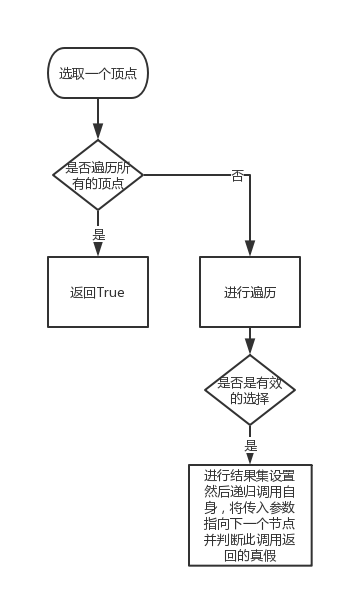 选取一个顶点
是否遍历所
有的顶点
否
是
返回True
进行遍历
是否是有效
的选择
是
进行结果集设置
然后递归调用自
身，将传入参数
指向下一个节点
并判断此调用返
回的真假